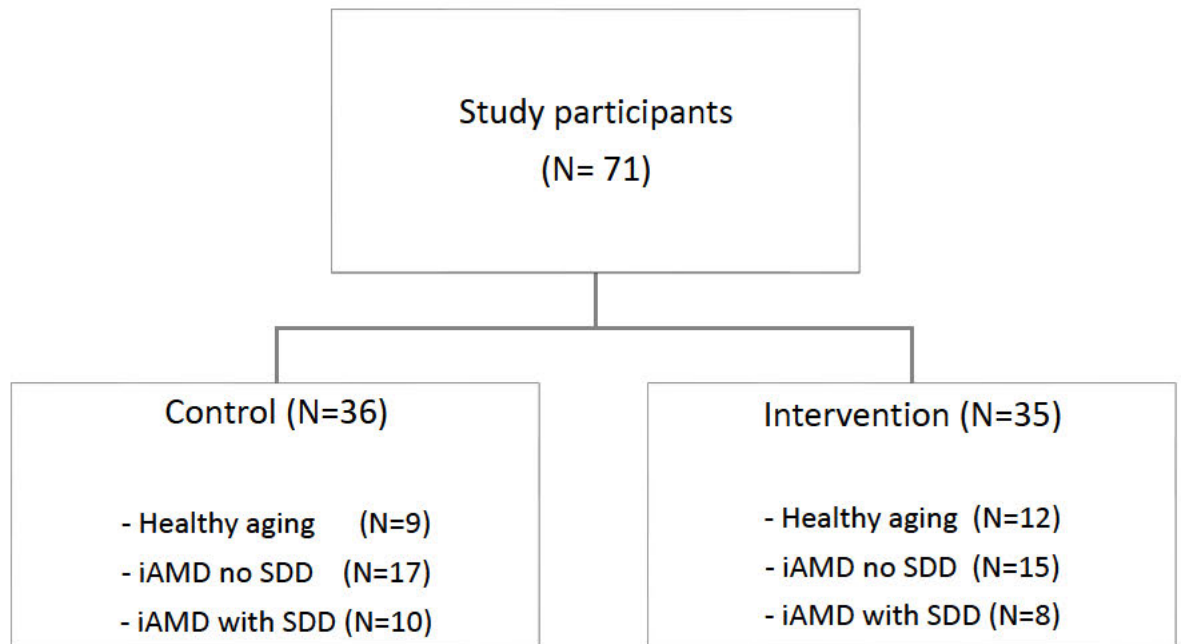 Study participants
(N= 71)
Control (N=36)
- Healthy aging (N=9)
- iAMD no SDD (N=17)
- iAMD with SDD (N=10)
Intervention (N=35)
- Healthy aging (N=12)
- iAMD no SDD (N=15)
- iAMD with SDD (N=8)